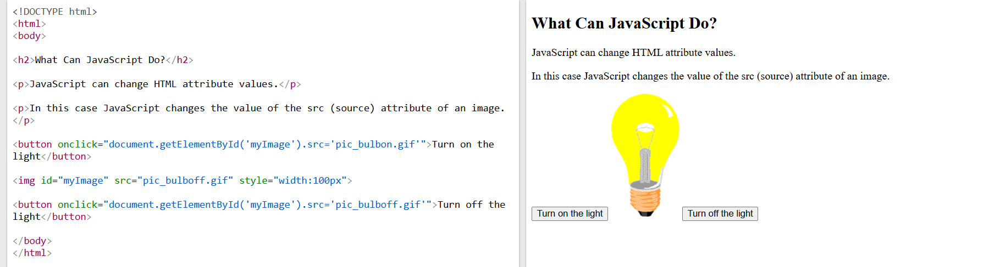 <!DOCTYPE html>
<html>
<body>
<h2>What Can JavaScript Do?</h2>
<p>JavaScript can change HTML attribute values.</p>
<p>In this case JavaScript changes the value of the src (source) attribute of an image.
</p>
<button onclick="document.getElementById('myImage').src='pic_bulbon.gif'">Turn on the
light</button>
<img id="myImage" src="pic_bulboff.gif" style="width:100px">
<button onclick="document.getElementById('myImage').src='pic_bulboff.gif'">Turn off the
light</button>
</body>
</html>
What Can JavaScript Do?
JavaScript can change HTML attribute values.
In this case JavaScript changes the value of the src (source) attribute of an image.
Turn on the light
Turn off the light